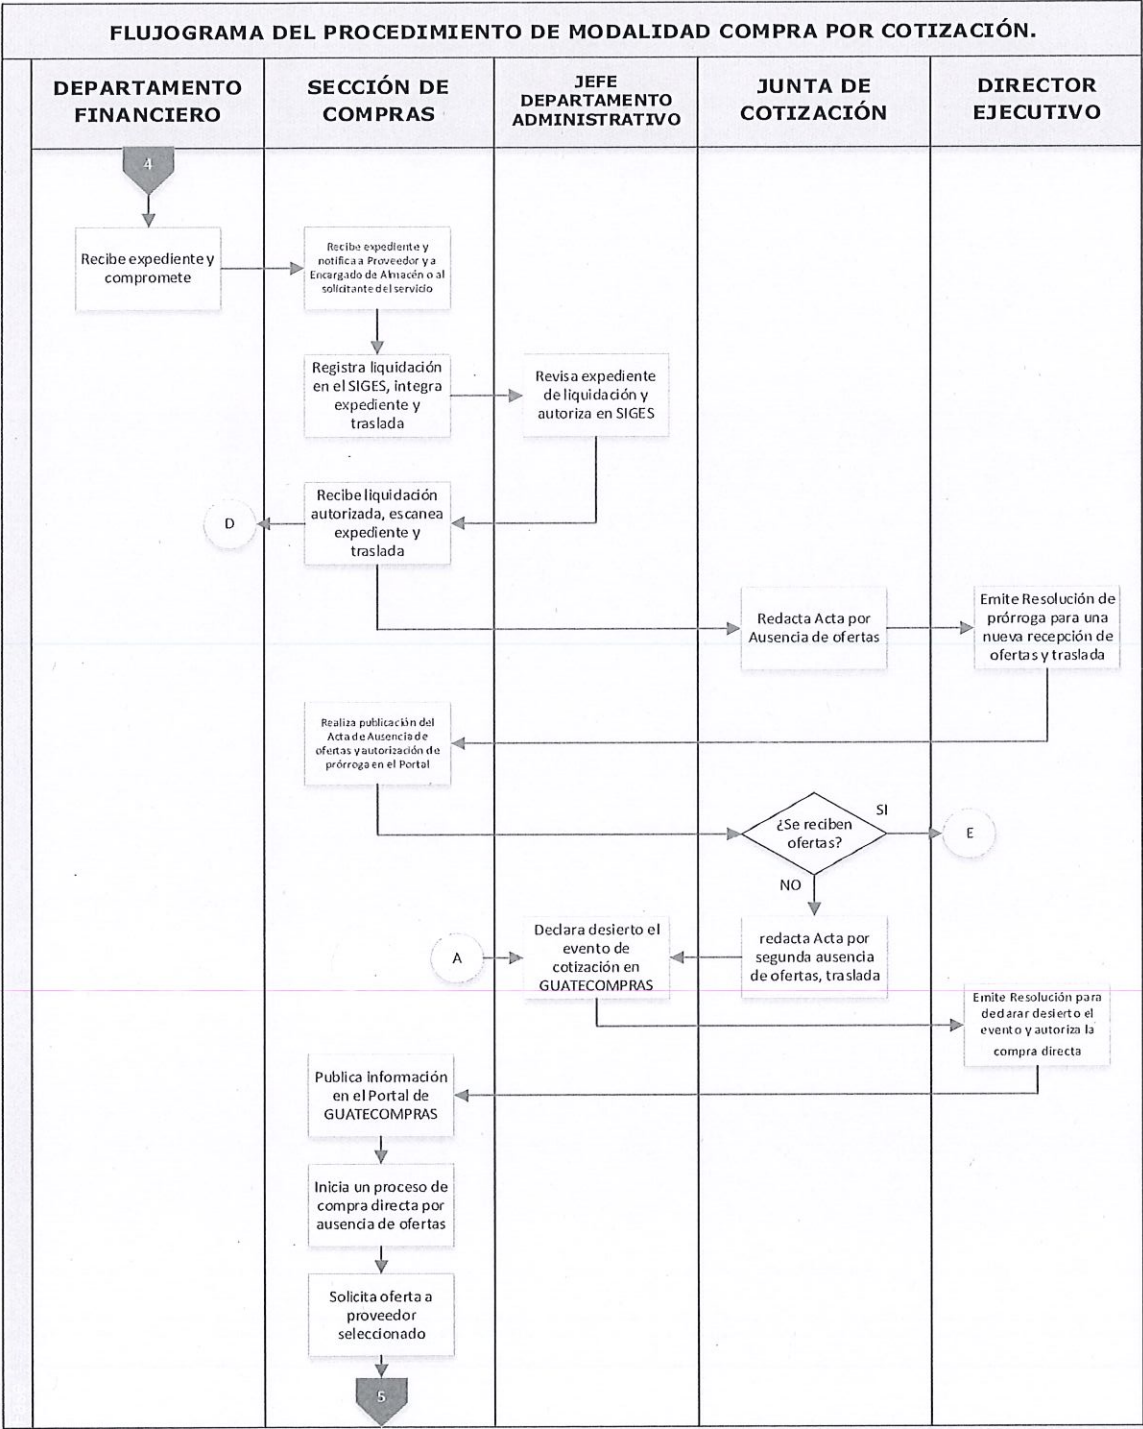 FLUJOGRAMA DEL PROCEDIMIENTO DE MODALIDAD COMPRA POR COTIZACIÓN.
DEPARTAMENTO
FINANCIERO
SECCIÓN DE
COMPRAS
JEFE
DEPARTAMENTO
ADMINISTRATIVO
JUNTA DE
COTIZACIÓN
DIRECTOR
EJECUTIVO
4
Recibe expediente y
compromete
Recibe expediente y
notifica a Proveedor y a
Encargado de Almacén o al
solicitante del servicio
Registra liquidación
en el SIGES, integra
expediente y
traslada
Revisa expediente
de liquidación y
autoriza en SIGES
D
Recibe liquidación
autorizada, escanea
expediente y
traslada
Redacta Acta por
Ausencia de ofertas
Emite Resolución de
prórroga para una
nueva recepción de
ofertas y traslada
Realiza publicación del
Acta de Ausencia de
ofertas y autorización de
prórroga en el Portal
¿Se reciben
ofertas?
SI
E
NO
A
Declara desierto el
evento de
cotización en
GUATECOMPRAS
redacta Acta por
segunda ausencia
de ofertas, traslada
Emite Resolución para
declarar desierto el
evento y autoriza la
compra directa
Publica información
en el Portal de
GUATECOMPRAS
Inicia un proceso de
compra directa por
ausencia de ofertas
Solicita oferta a
proveedor
seleccionado
5